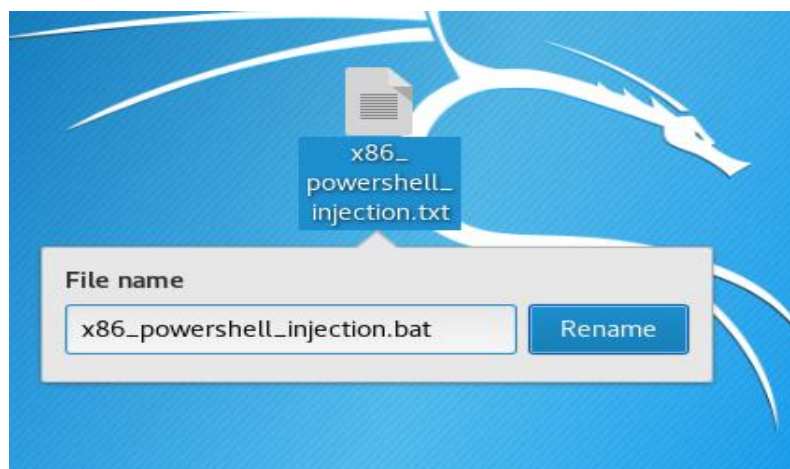 x86_
powershell_
injection.txt
File name
x86_powershell_injection.bat
Rename